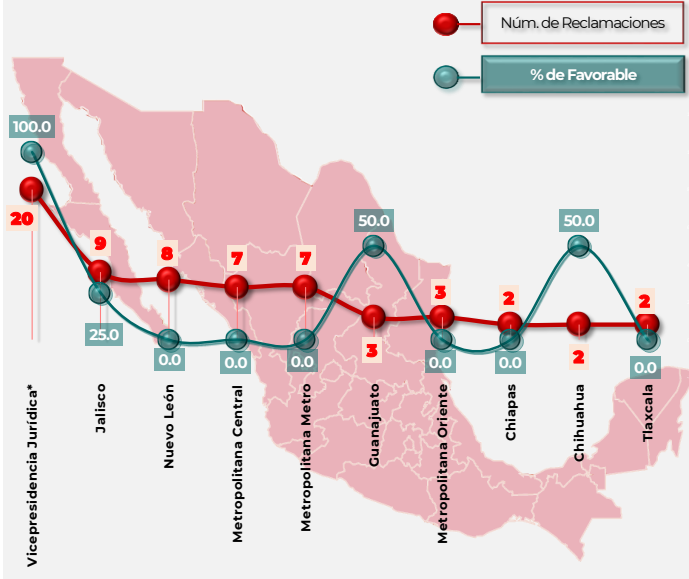 Núm. de Reclamaciones
% de Favorable
100.0
20
9
25.0
8
0.0
7
0.0
7
0.0
50.0
3
3
0.0
2
0.0
50.0
2
2
0.0
Vicepresidencia Jurídica*
Jalisco
Nuevo León
Metropolitana Central
Metropolitana Metro
Guanajuato
Metropolitana Oriente
Chiapas
Chihuahua
Tlaxcala